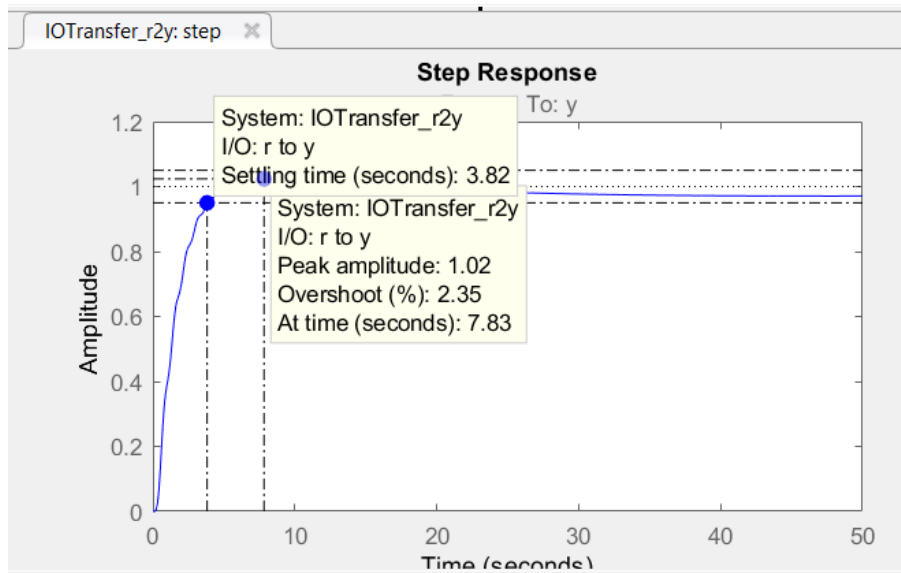 IOTransfer_r2y: step
Step Response
To: y
System: IOTransfer_r2y
I/O: r to y
Settling time (seconds): 3.82
System: IOTransfer_r2y
I/O: r to y
Peak amplitude: 1.02
Overshoot (%): 2.35
At time (seconds): 7.83
Amplitude
1.2
1
0.8
0.6
0.4
0.2
0
0 10 20 30 40 50
Time (seconds)